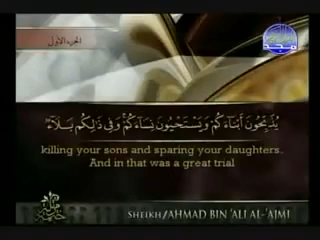 الجزء الأول
يُذَبِّحُونَ أَبْنَاءَكُمْ وَيَسْتَحْيُونَ نِسَاءَكُمْ وَفِي ذَٰلِكُم بَلَاءٌ
killing your sons and sparing your daughters.
And in that was a great trial
SHEIKH/AHMAD BIN 'ALI AL-'AJMI